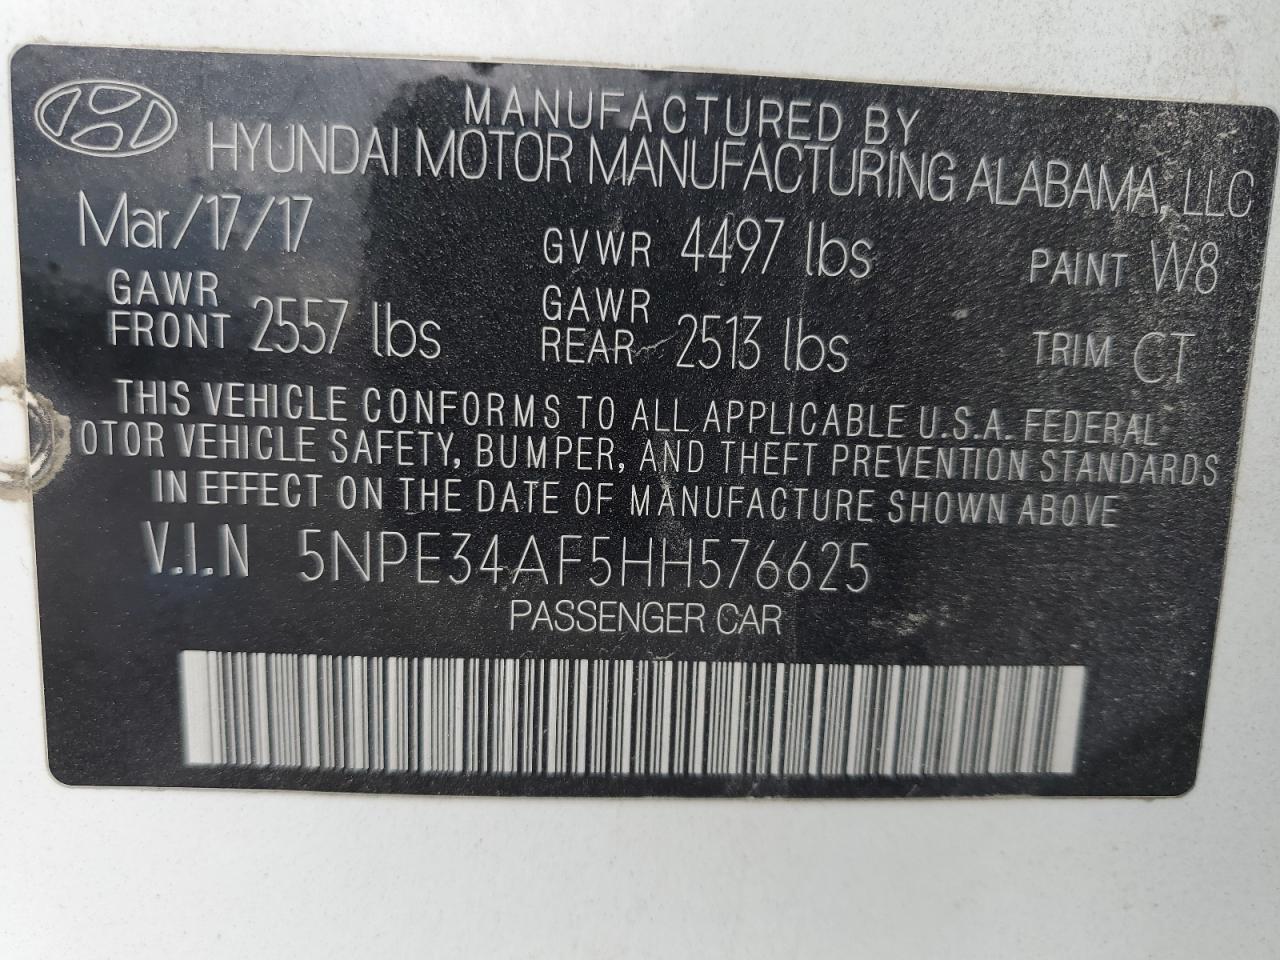 MANUFACTURED BY
HYUNDAI MOTOR MANUFACTURING ALABAMA, LLC
Mar/17/17 GVWR 4497 lbs PAINT W8
GAWR FRONT 2557 lbs GAWR REAR 2513 lbs TRIM CT
THIS VEHICLE CONFORMS TO ALL APPLICABLE U.S.A. FEDERAL
OTOR VEHICLE SAFETY, BUMPER, AND THEFT PREVENTION STANDARDS
IN EFFECT ON THE DATE OF MANUFACTURE SHOWN ABOVE
V.I.N 5NPE34AF5HH576625
PASSENGER CAR